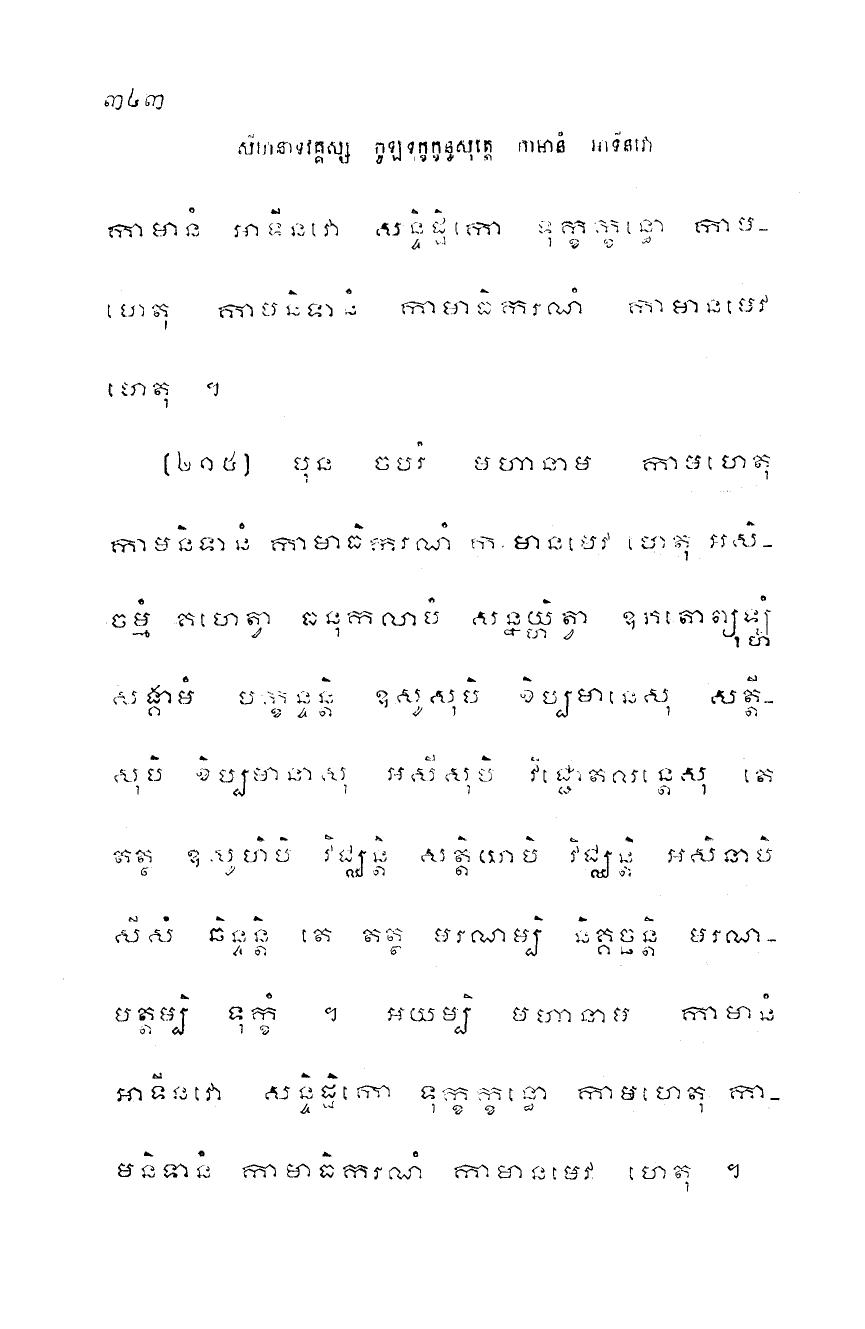 ៣៤៣
សីហនាទវគ្គស្ស ចូឡទុក្ខក្ខន្ធសុត្តេ កាមានំ អាទីនវោ
កាមានំ អាទីនវោ សន្ទិដ្ឋិកោ ទុក្ខក្ខន្ធោ កាម-
ហេតុ កាមនិទានំ កាមាធិករណំ កាមានមេវ
ហេតុ ។
(២១៤) បុន ចបរំ មហានាម កាមហេតុ
កាមនិទានំ កាមាធិករណំ កាមានមេវ ហេតុ អសិ-
ចម្មំ គហេត្វា ធនុកលាបំ សន្នយ្ហិត្វា ឧភតោព្យុឡ្ហំ
សង្គាមំ បក្ខន្ទន្តិ ឧសូសុបិ ខិប្បមានេសុ សត្តី-
សុបិ ខិប្បមានាសុ អសីសុបិ វិជ្ជោតលន្តេសុ តេ
តត្ថ ឧសូហិបិ វិជ្ឈន្តិ សត្តិយាបិ វិជ្ឈន្តិ អសិនាបិ
សីសំ ឆិន្ទន្តិ តេ តត្ថ មរណម្បិ និគ្គច្ឆន្តិ មរណ-
មត្តម្បិ ទុក្ខំ ។ អយម្បិ មហានាម កាមានំ
អាទីនវោ សន្ទិដ្ឋិកោ ទុក្ខក្ខន្ធោ កាមហេតុ កា-
មនិទានំ កាមាធិករណំ កាមានមេវ ហេតុ ។